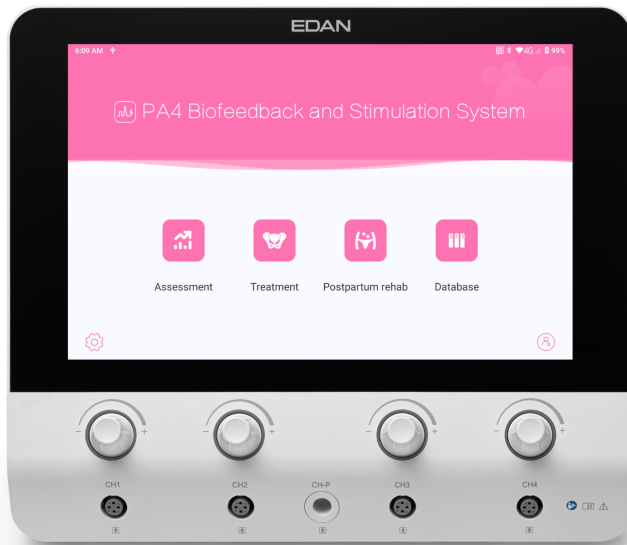 EDAN
6:09 AM
4G 99%
PA4 Biofeedback and Stimulation System
Assessment
Treatment
Postpartum rehab
Database
- + - + - + - +
CH1
CH2
CH-P
CH3
CH4